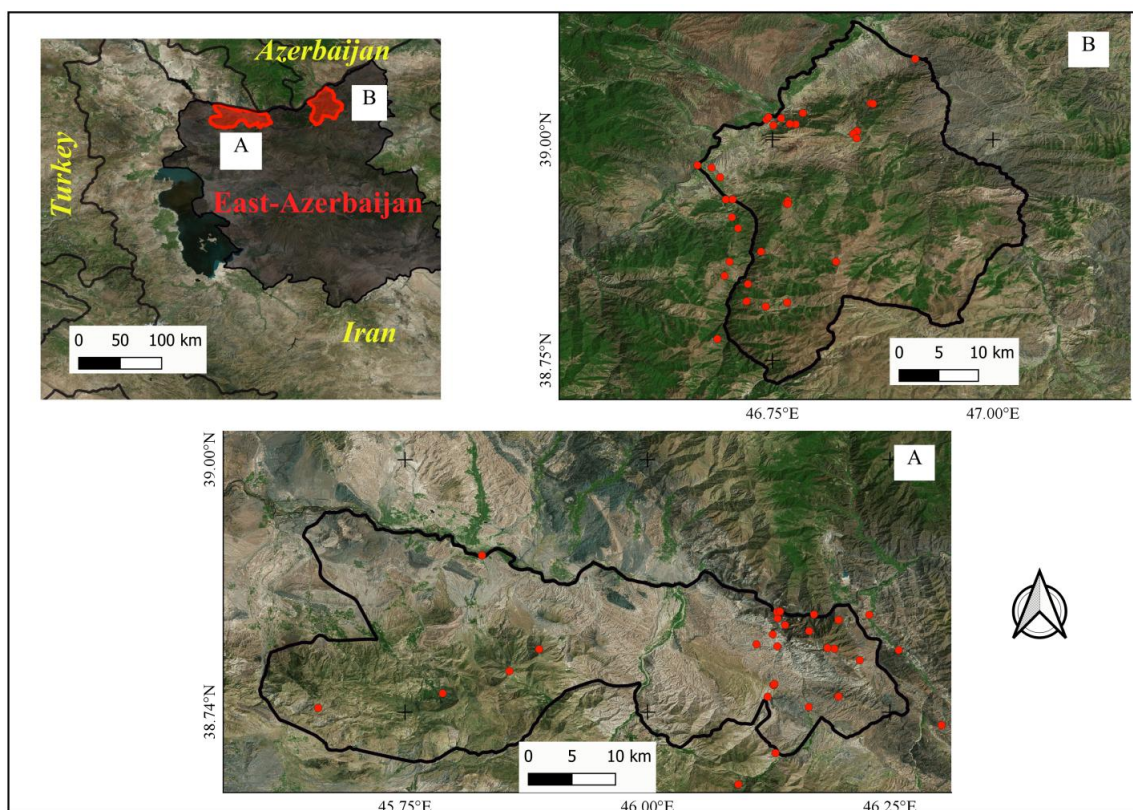 Azerbaijan
B
A
Turkey
East-Azerbaijan
Iran
0 50 100 km
B
39.00°N
38.75°N
0 5 10 km
46.75°E 47.00°E
A
39.00°N
38.74°N
0 5 10 km
45.75°E 46.00°E 46.25°E